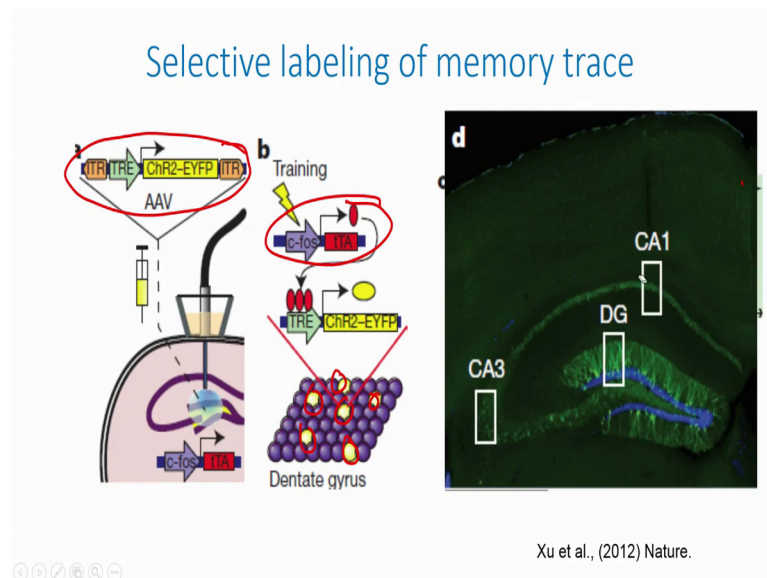 Selective labeling of memory trace
a
ITR TRE ChR2–EYFP ITR
AAV
c-fos tTA
b
Training
c-fos tTA
TRE ChR2–EYFP
Dentate gyrus
d
CA1
DG
CA3
Xu et al., (2012) Nature.